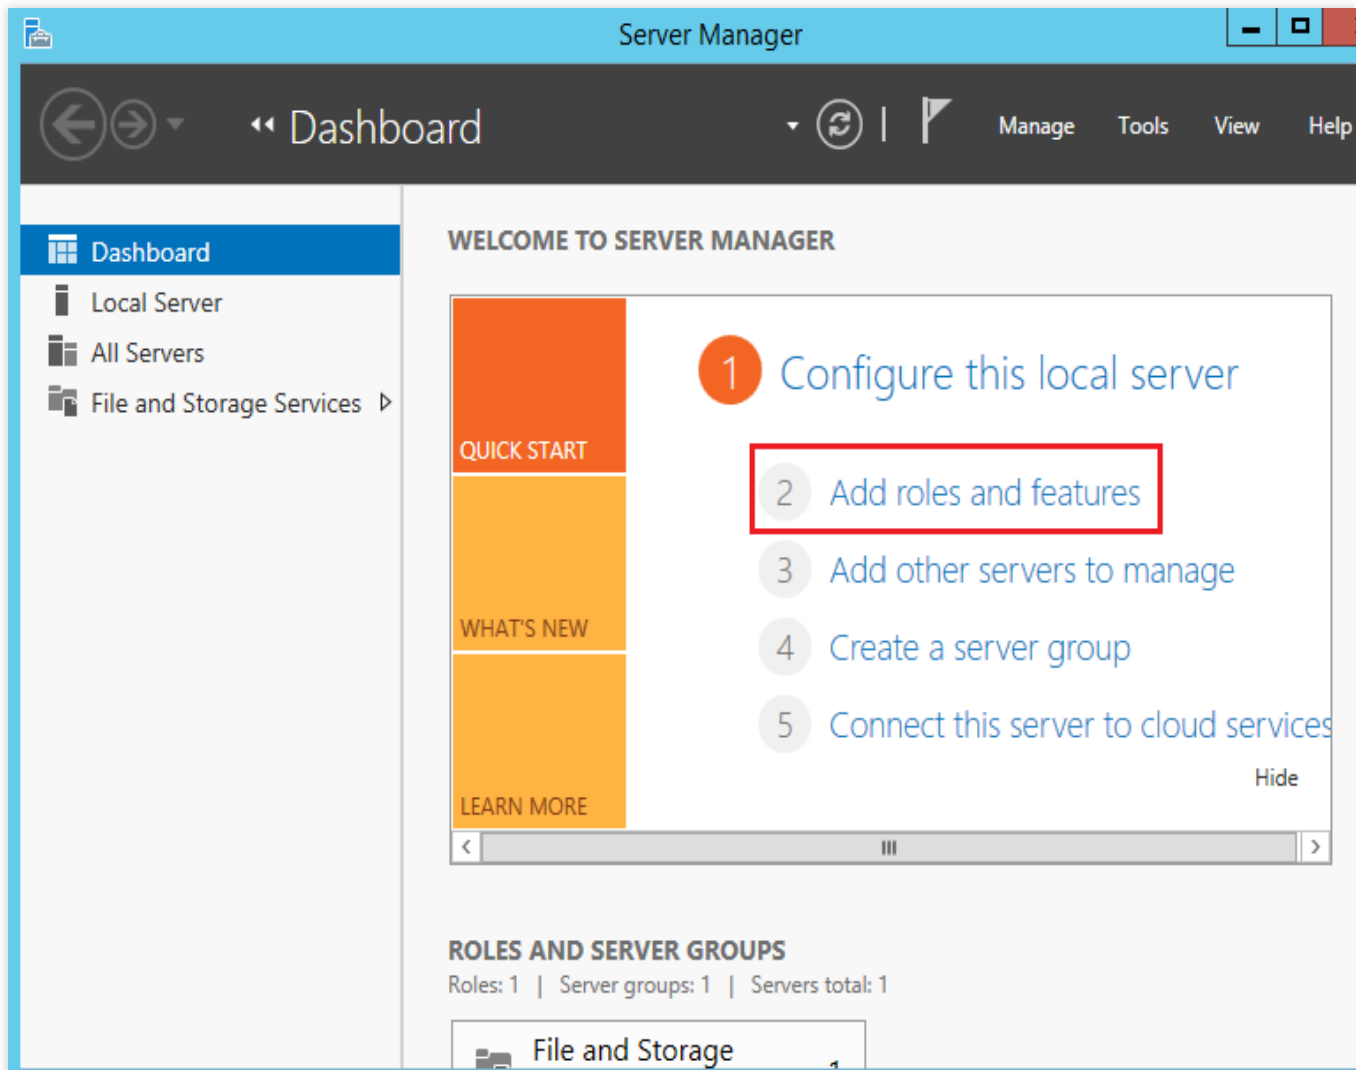 Server Manager
Dashboard
Manage Tools View Help
Dashboard
Local Server
All Servers
File and Storage Services
WELCOME TO SERVER MANAGER
QUICK START
WHAT'S NEW
LEARN MORE
1 Configure this local server
2 Add roles and features
3 Add other servers to manage
4 Create a server group
5 Connect this server to cloud services
Hide
ROLES AND SERVER GROUPS
Roles: 1 | Server groups: 1 | Servers total: 1
File and Storage
1